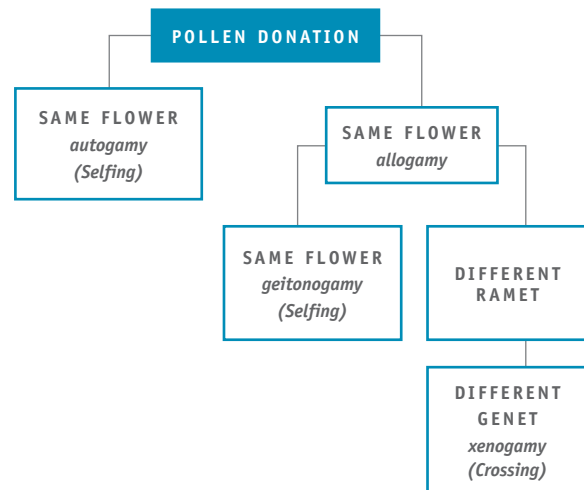 POLLEN DONATION
SAME FLOWER
autogamy
(Selfing)
SAME FLOWER
allogamy
SAME FLOWER
geitonogamy
(Selfing)
DIFFERENT
RAMET
DIFFERENT
GENET
xenogamy
(Crossing)